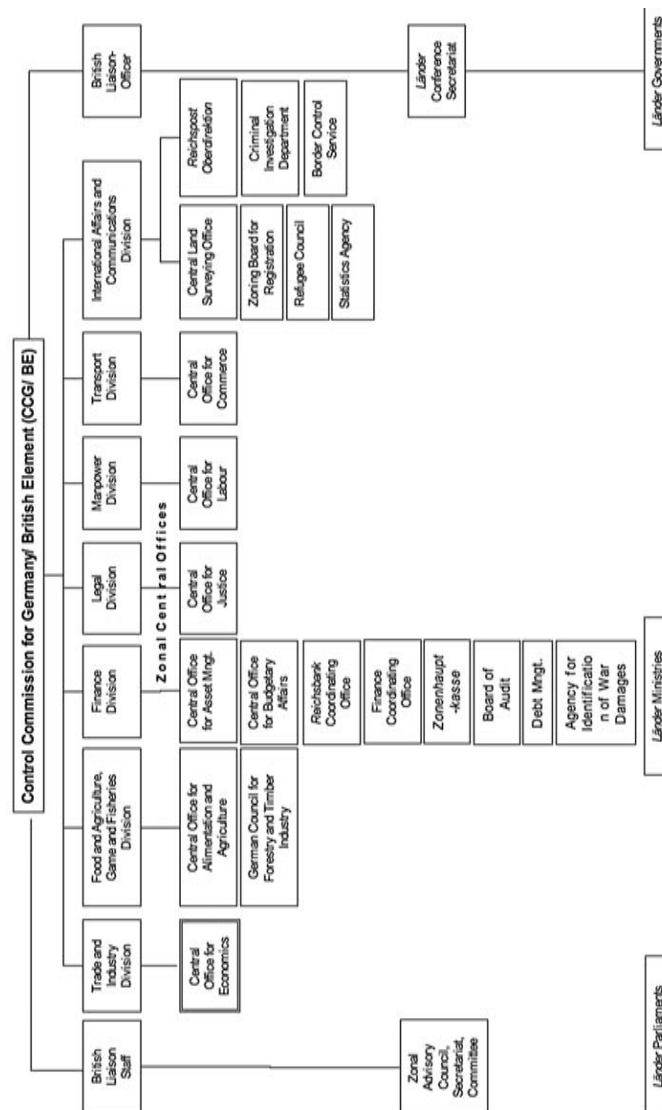 Control Commission for Germany/ British Element (CCG/ BE)
British
Liaison
Staff
Trade and
Industry
Division
Food and Agriculture,
Game and Fisheries
Division
Finance
Division
Legal
Division
Manpower
Division
Transport
Division
International Affairs and
Communications
Division
British
Liaison-
Officer
Zonal Central Offices
Central
Office for
Economics
Central Office for
Alimentation and
Agriculture
German Council for
Forestry and Timber
Industry
Central Office
for Asset Mngt.
Central Office
for Budgetary
Affairs
Reichsbank
Coordinating
Office
Finance
Coordinating
Office
Zonenhaupt
-kasse
Board of
Audit
Debt Mngt.
Agency for
Identificatio
n of War
Damages
Central
Office for
Justice
Central
Office for
Labour
Central
Office for
Commerce
Central Land
Surveying Office
Zoning Board for
Registration
Refugee Council
Statistics Agency
Reichspost
Oberdirektion
Criminal
Investigation
Department
Border Control
Service
Zonal
Advisory
Council,
Secretariat,
Committee
Länder
Conference
Secretariat
Länder Parliaments
Länder Ministries
Länder Governments